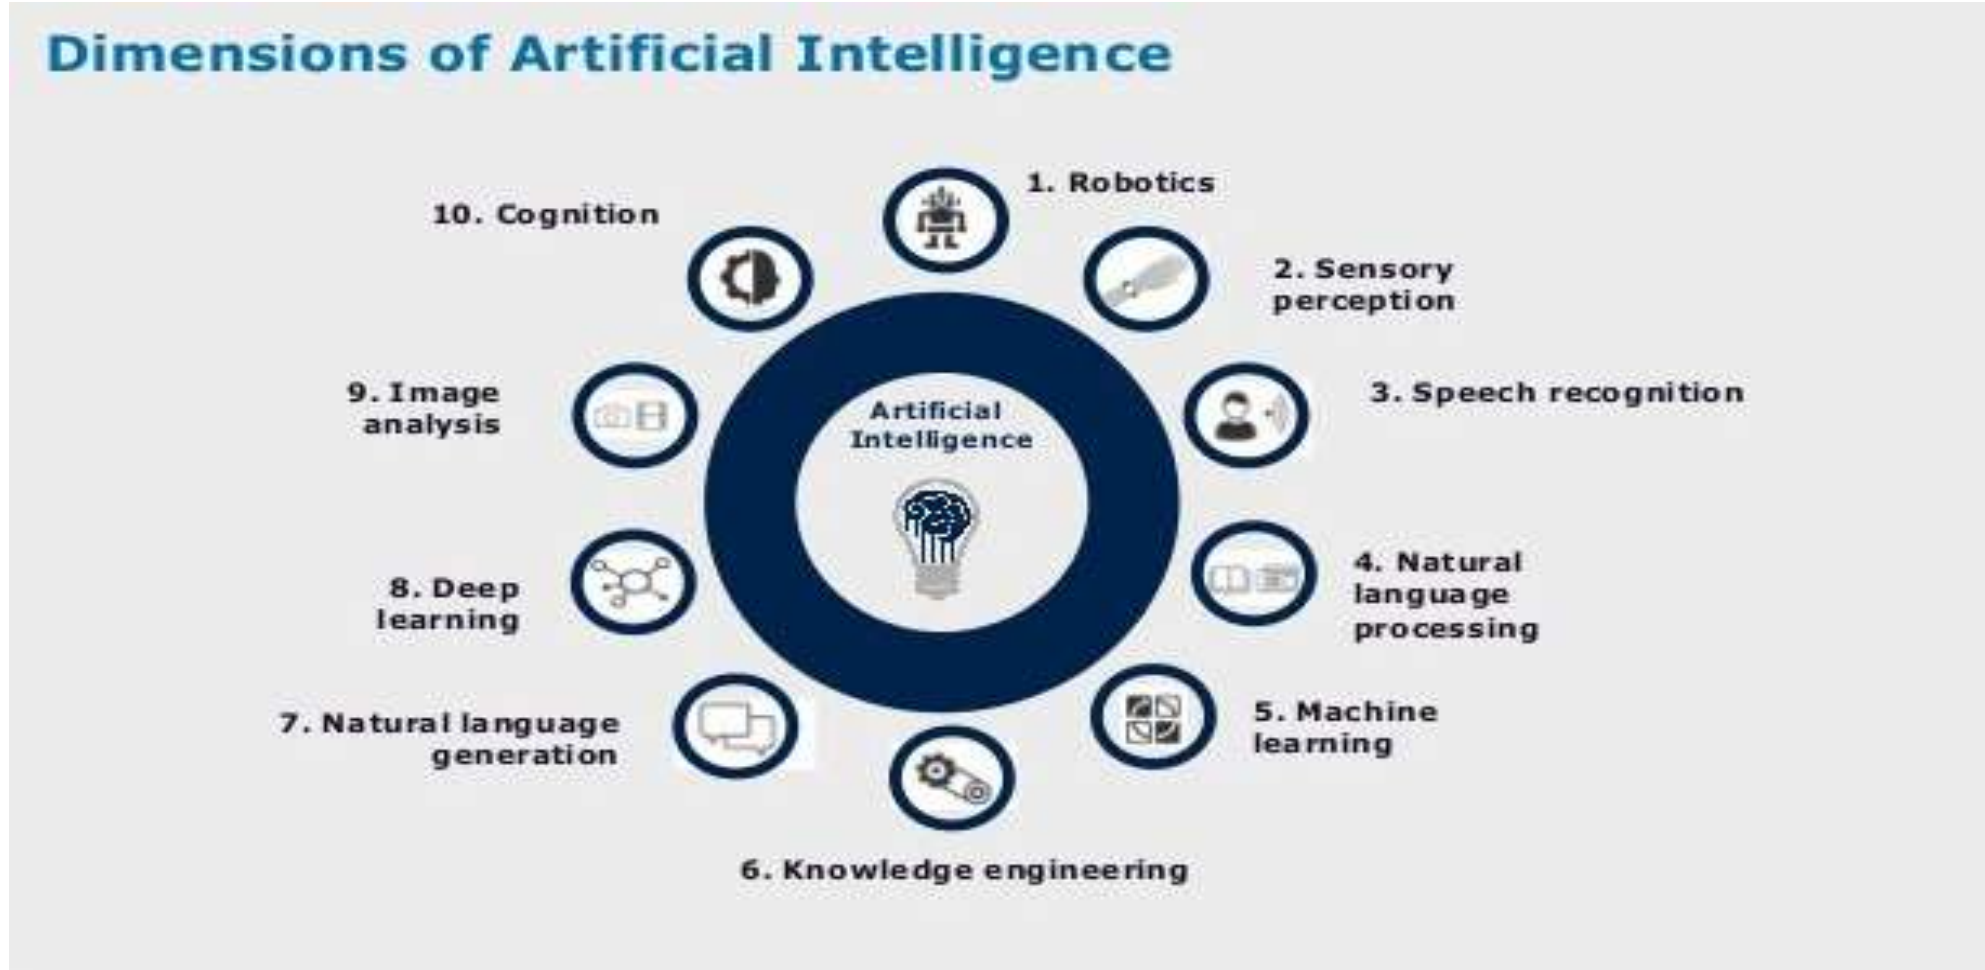 Dimensions of Artificial Intelligence
1. Robotics
2. Sensory
perception
3. Speech recognition
4. Natural
language
processing
5. Machine
learning
6. Knowledge engineering
7. Natural language
generation
8. Deep
learning
9. Image
analysis
10. Cognition
Artificial
Intelligence